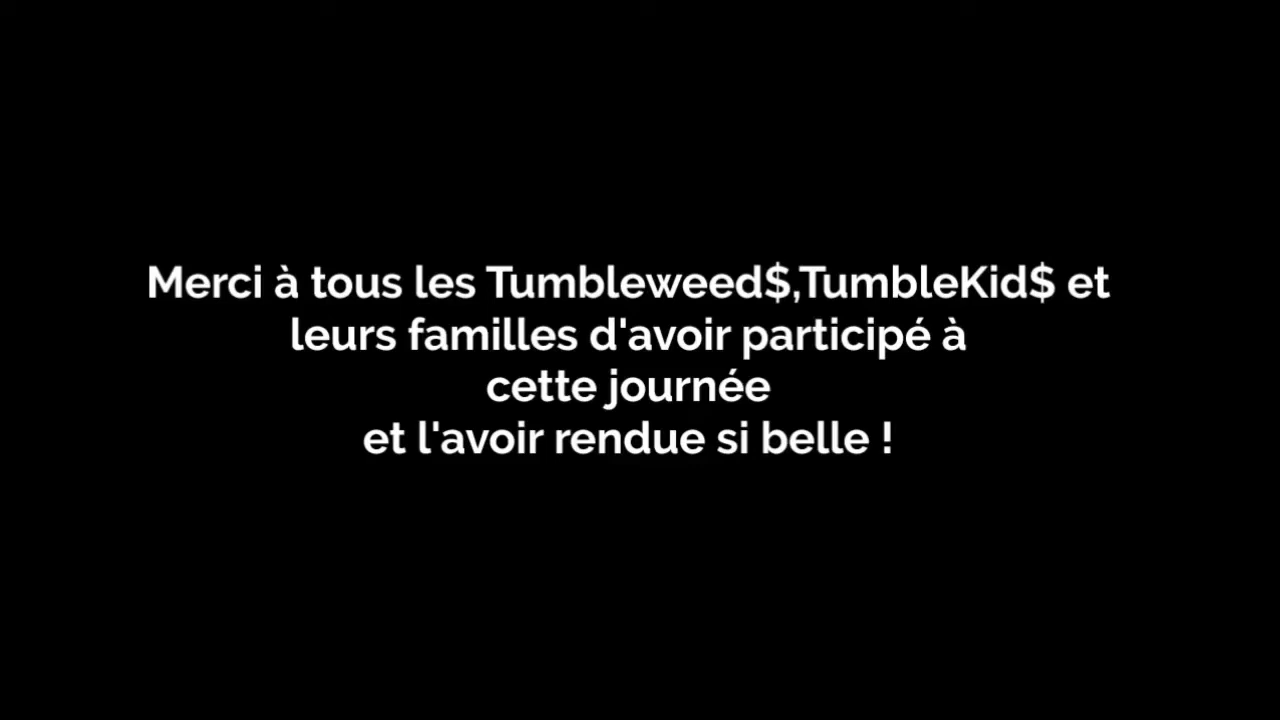 Merci à tous les Tumbleweed$,TumbleKid$ et
leurs familles d'avoir participé à
cette journée
et l'avoir rendue si belle !